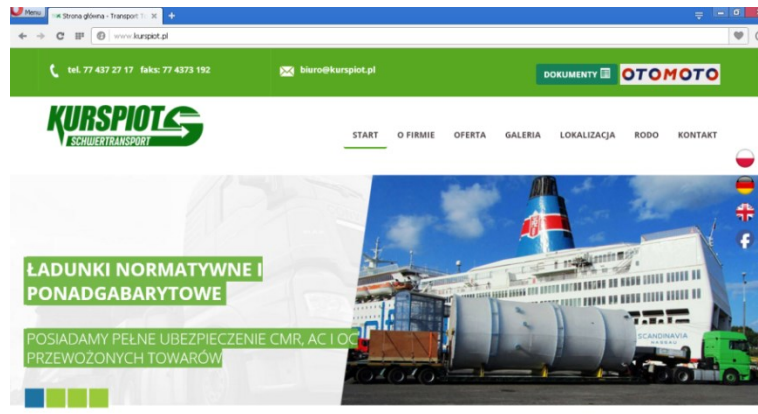 Menu
Strona główna - Transport
www.kurspiot.pl
tel. 77 437 27 17 faks: 77 4373 192
biuro@kurspiot.pl
DOKUMENTY
OTOMOTO
KURSPIOT
SCHWERTRANSPORT
START O FIRMIE OFERTA GALERIA LOKALIZACJA RODO KONTAKT
ŁADUNKI NORMATYWNE I
PONADGABARYTOWE
POSIADAMY PEŁNE UBEZPIECZENIE CMR, AC I OC
PRZEWOŻONYCH TOWARÓW
SCANDINAVIA
NASSAU